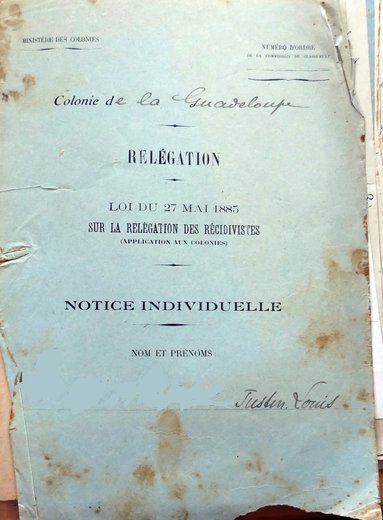 MINISTÈRE DES COLONIES
NUMÉRO D'ORDRE
DE LA COMMISSION DE CLASSEMENT
Colonie de la Guadeloupe
RELÉGATION
LOI DU 27 MAI 1885
SUR LA RELÉGATION DES RÉCIDIVISTES
(APPLICATION AUX COLONIES)
NOTICE INDIVIDUELLE
NOM ET PRÉNOMS
Justin. Louis